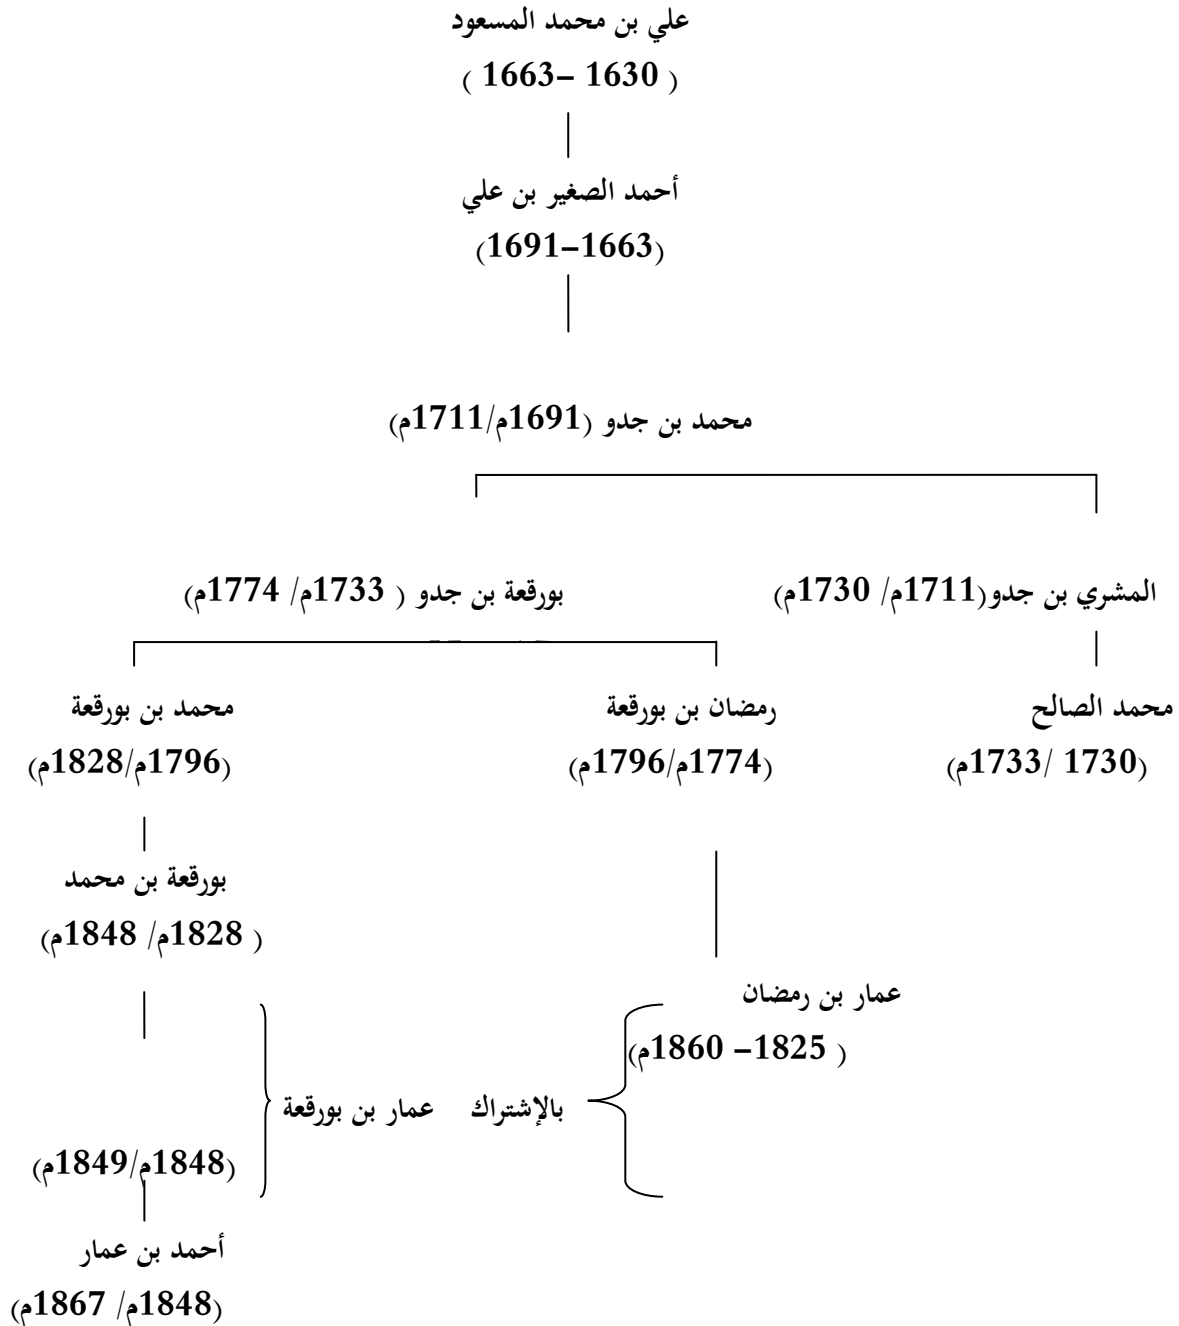 علي بن محمد المسعود
( 1630 –1663 )
أحمد الصغير بن علي
(1663–1691)
محمد بن جدو (1691م/1711م)
المشري بن جدو(1711م/ 1730م)
بورقعة بن جدو ( 1733م/ 1774م)
محمد الصالح
(1730 /1733م)
رمضان بن بورقعة
(1774م/1796م)
محمد بن بورقعة
(1796م/1828م)
بورقعة بن محمد
( 1828م/ 1848م)
عمار بن رمضان
( 1825– 1860م)
بالإشتراك
عمار بن بورقعة
(1848م/1849م)
أحمد بن عمار
(1848م/ 1867م)